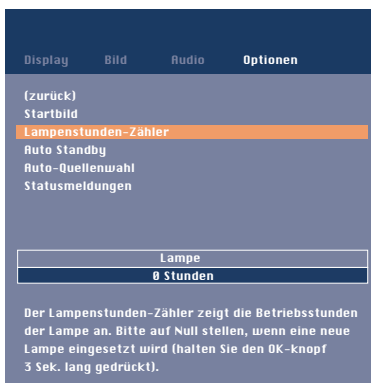 Display Bild Audio Optionen
(zurück)
Startbild
Lampenstunden-Zähler
Auto Standby
Auto-Quellenwahl
Statusmeldungen
Lampe
0 Stunden
Der Lampenstunden-Zähler zeigt die Betriebsstunden
der Lampe an. Bitte auf Null stellen, wenn eine neue
Lampe eingesetzt wird (halten Sie den OK-knopf
3 Sek. lang gedrückt).